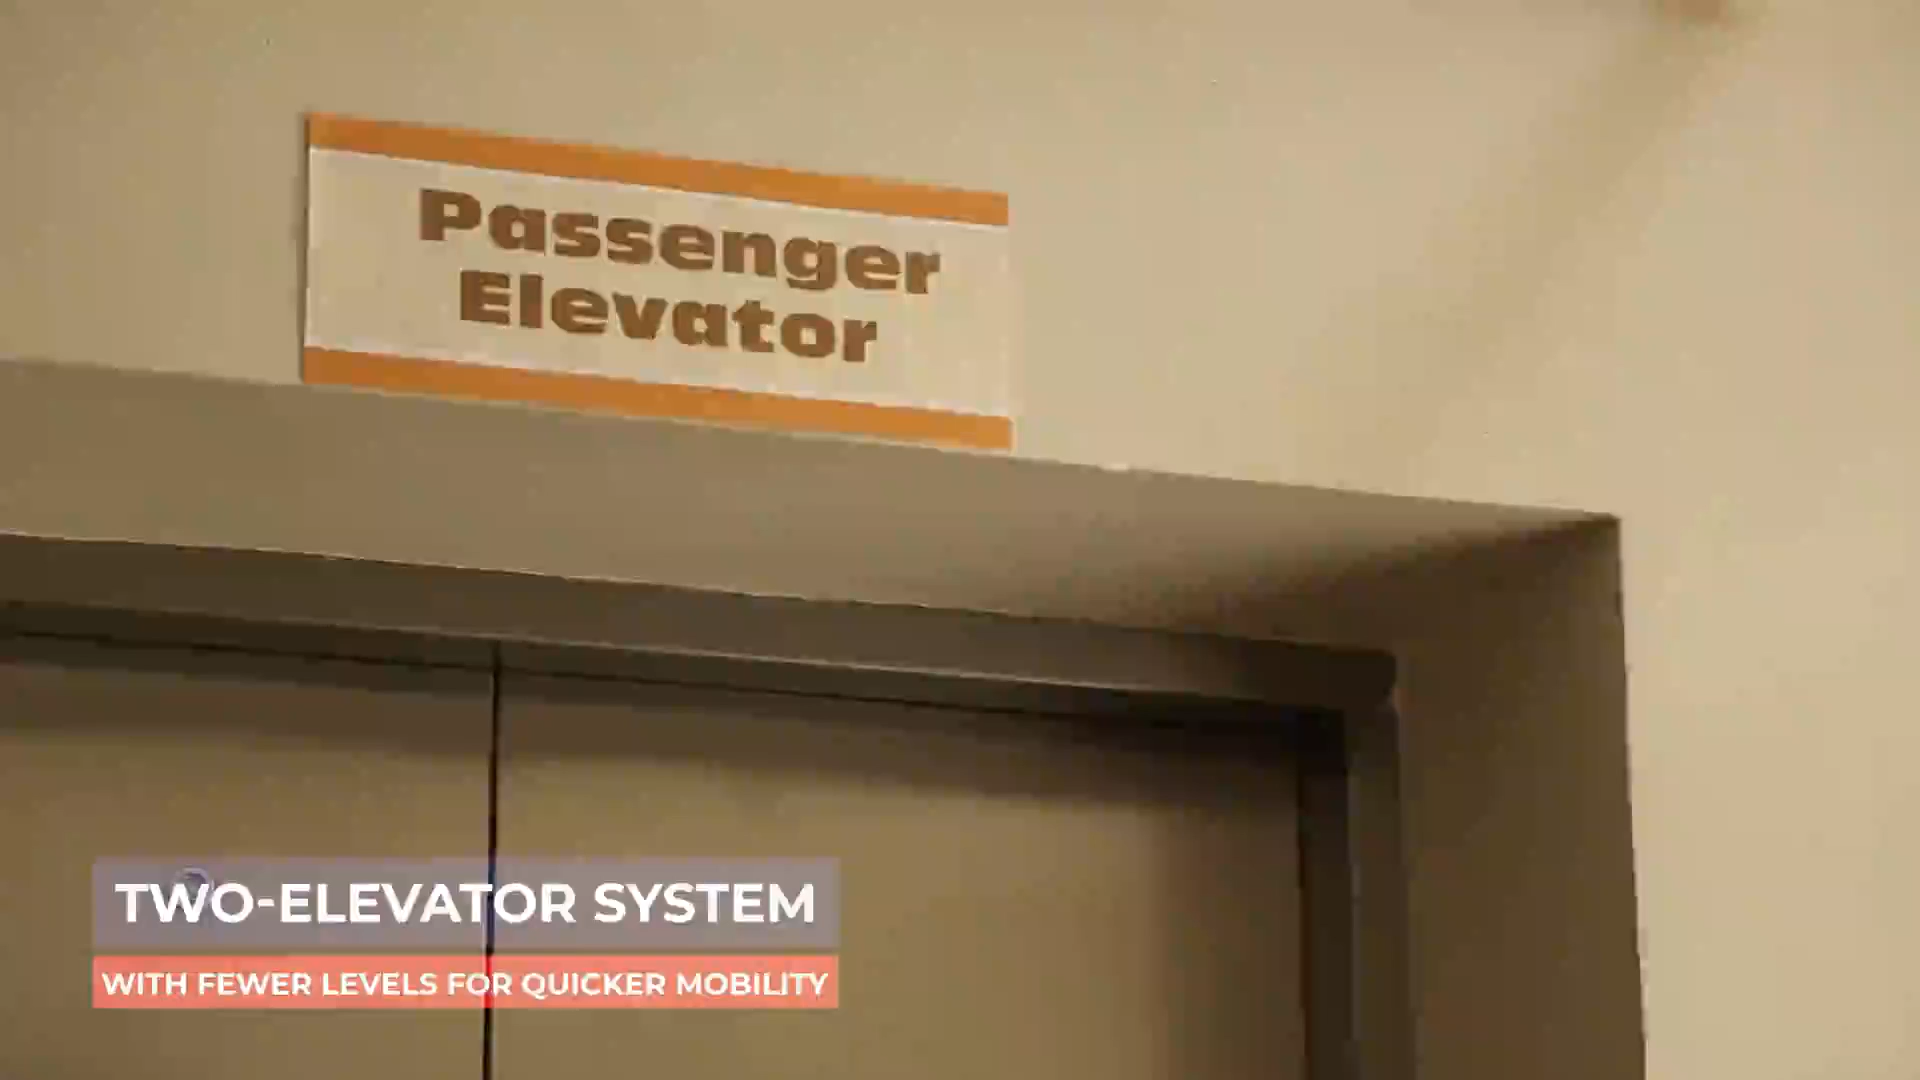 Passenger
Elevator
TWO-ELEVATOR SYSTEM
WITH FEWER LEVELS FOR QUICKER MOBILITY